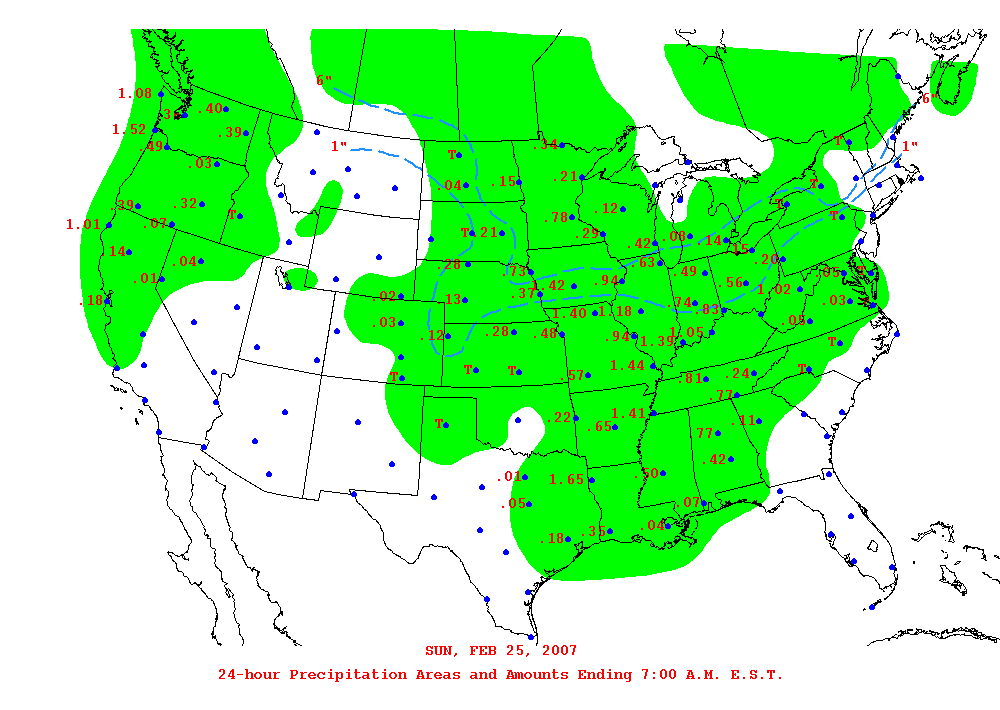 6" 6"
1.08 .40
1.52 .39 1" .34 T 1"
.49 .03 T
.04 .15 .21 T
.39 .32 T .12 T T
1.01 .07 .78
T .21 .29 .42 .08 .14 .15
.14 .04 .28 .63 .20
.01 .73 .49 .05
.94 .56 1.02
.02 .37 1.42
.18 .13 .74 .83 .03
.03 1.40 1.18 .05
.12 .28 .48 .94 1.39 1.05 T
T T T .57 1.44 .81 .24 T
.77
T .22 .65 1.41 .11
.77
.42
.01 1.65 .50
.05 .07
.18 .35 .04
SUN, FEB 25, 2007
24-hour Precipitation Areas and Amounts Ending 7:00 A.M. E.S.T.